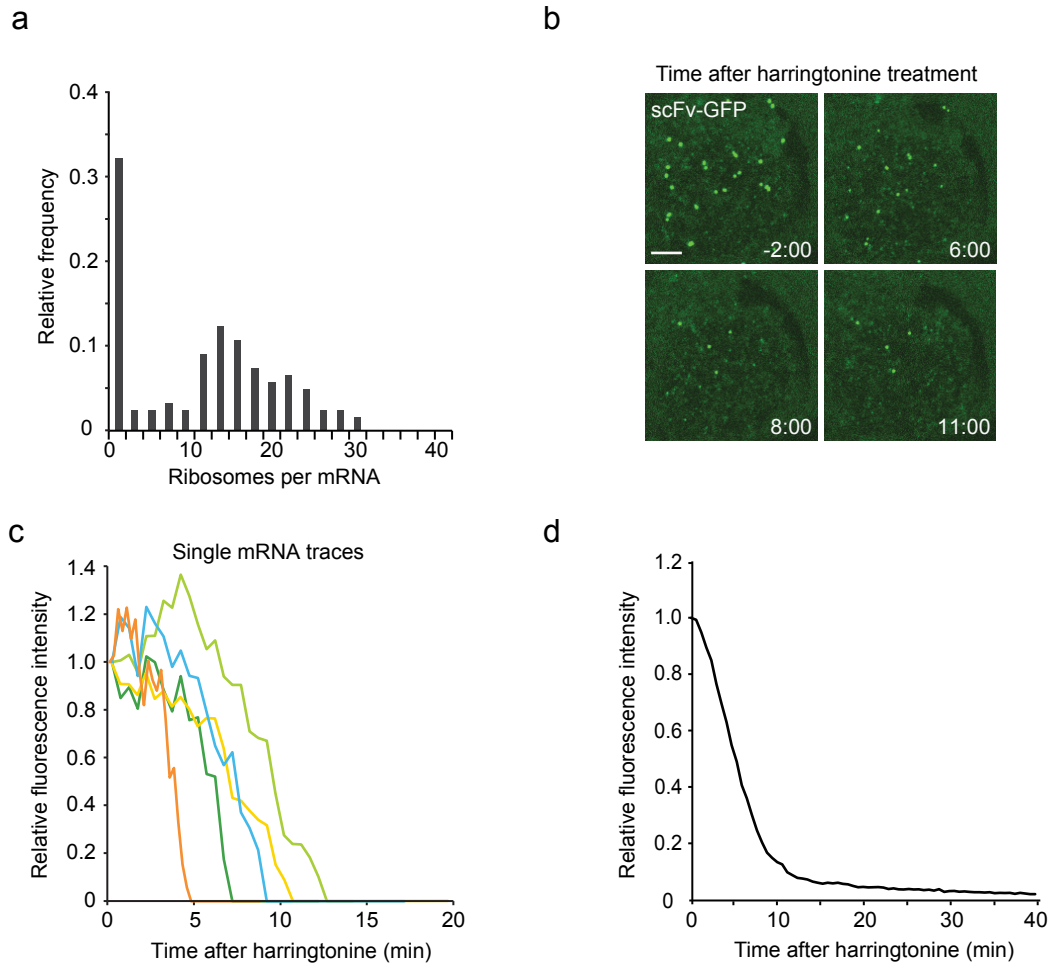 a
0.4
0.3
0.2
0.1
0
Relative frequency
0 10 20 30 40
Ribosomes per mRNA
b
Time after harringtonine treatment
scFv-GFP
-2:00
6:00
8:00
11:00
c
Single mRNA traces
1.4
1.2
1.0
0.8
0.6
0.4
0.2
0
Relative fluorescence intensity
5 10 15 20
Time after harringtonine (min)
d
1.2
1.0
0.8
0.6
0.4
0.2
0
Relative fluorescence intensity
0 10 20 30 40
Time after harringtonine (min)